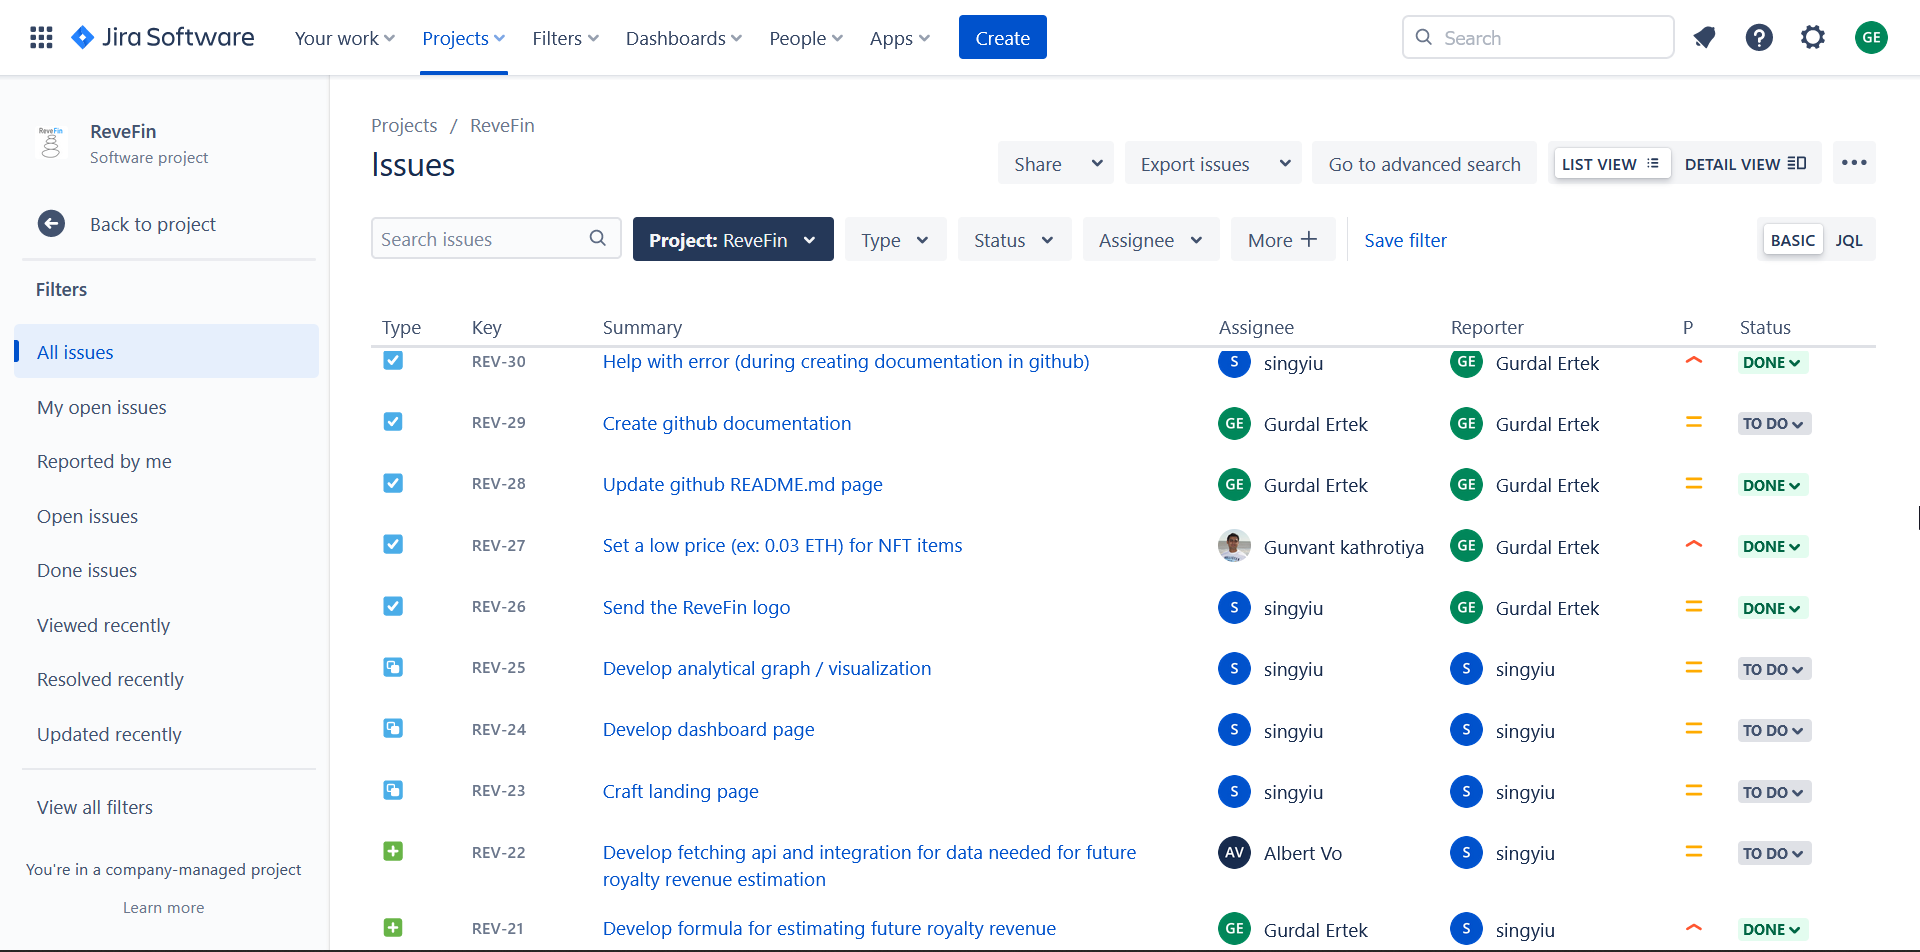 Jira Software Your work Projects Filters Dashboards People Apps Create Search ? GE
ReveFin
ReveFin
Software project
Back to project
Filters
All issues
My open issues
Reported by me
Open issues
Done issues
Viewed recently
Resolved recently
Updated recently
View all filters
You're in a company-managed project
Learn more
Projects / ReveFin
Issues
Share Export issues Go to advanced search LIST VIEW DETAIL VIEW
Search issues Project: ReveFin Type Status Assignee More + Save filter BASIC JQL
Type Key Summary Assignee Reporter P Status
REV-30 Help with error (during creating documentation in github) S singyiu GE Gurdal Ertek DONE
REV-29 Create github documentation GE Gurdal Ertek GE Gurdal Ertek TO DO
REV-28 Update github README.md page GE Gurdal Ertek GE Gurdal Ertek DONE
REV-27 Set a low price (ex: 0.03 ETH) for NFT items Gunvant kathrotiya GE Gurdal Ertek DONE
REV-26 Send the ReveFin logo S singyiu GE Gurdal Ertek DONE
REV-25 Develop analytical graph / visualization S singyiu S singyiu TO DO
REV-24 Develop dashboard page S singyiu S singyiu TO DO
REV-23 Craft landing page S singyiu S singyiu TO DO
REV-22 Develop fetching api and integration for data needed for future AV Albert Vo S singyiu TO DO
royalty revenue estimation
REV-21 Develop formula for estimating future royalty revenue GE Gurdal Ertek S singyiu DONE